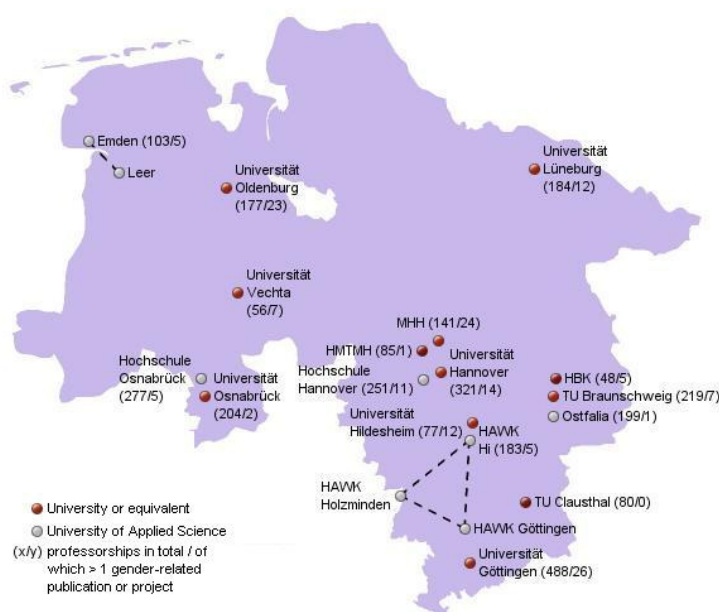 Emden (103/5)
Leer
Universität
Oldenburg
(177/23)
Universität
Lüneburg
(184/12)
Universität
Vechta
(56/7)
MHH (141/24)
HMTMH (85/1)
Universität
Hannover
(321/14)
Hochschule
Hannover (251/11)
Hochschule
Osnabrück
(277/5)
Universität
Osnabrück
(204/2)
HBK (48/5)
TU Braunschweig (219/7)
Ostfalia (199/1)
Universität
Hildesheim (77/12)
HAWK
Hi (183/5)
HAWK
Holzminden
TU Clausthal (80/0)
HAWK Göttingen
Universität
Göttingen (488/26)
University or equivalent
University of Applied Science
(x/y) professorships in total / of
which > 1 gender-related
publication or project